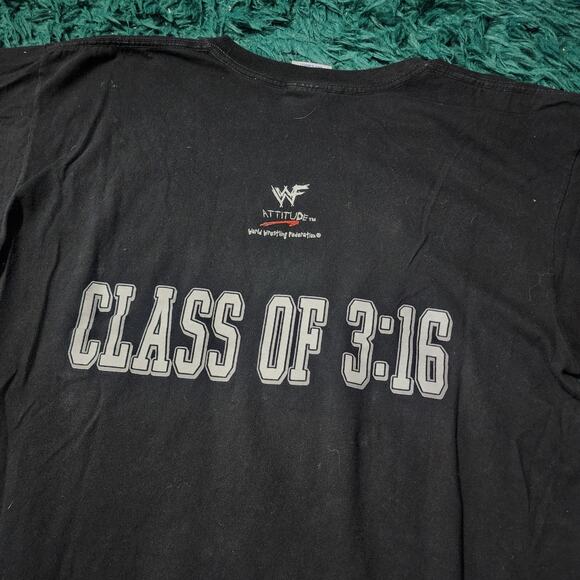 WF
ATTITUDE™
World Wrestling Federation®
CLASS OF 3:16